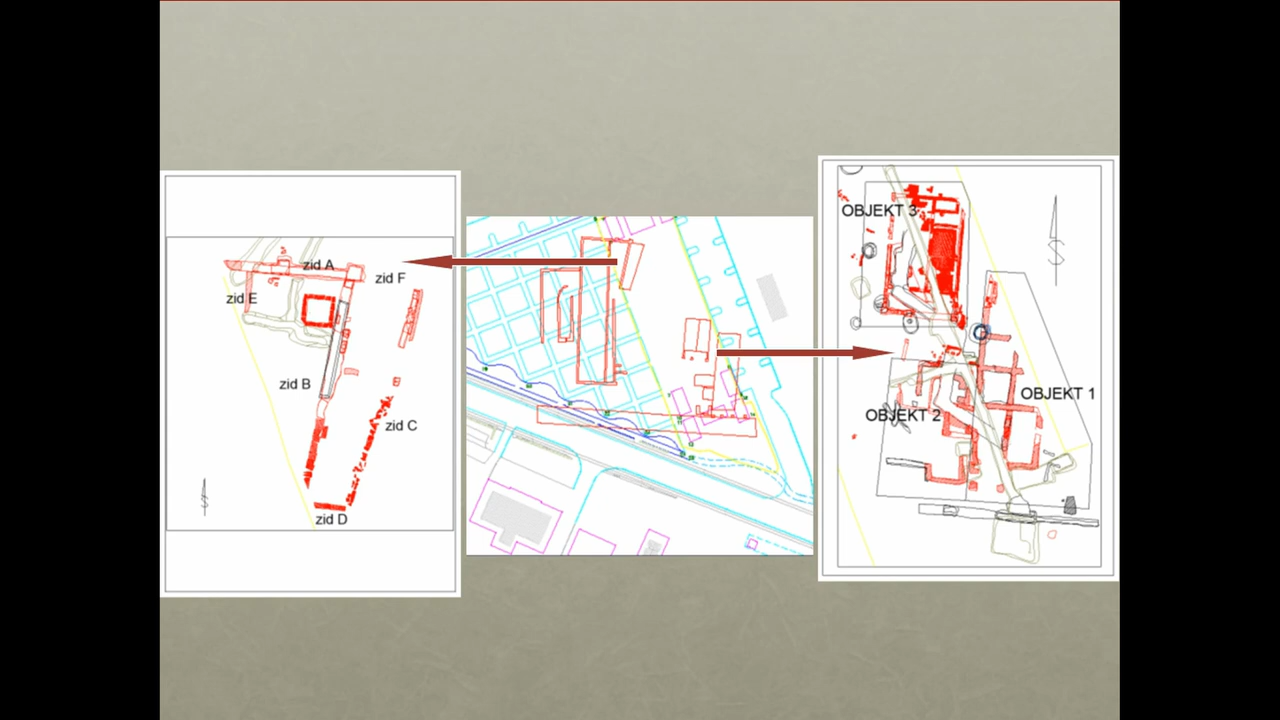 zid A
zid F
zid E
zid B
zid C
zid D
OBJEKT 3
OBJEKT 1
OBJEKT 2